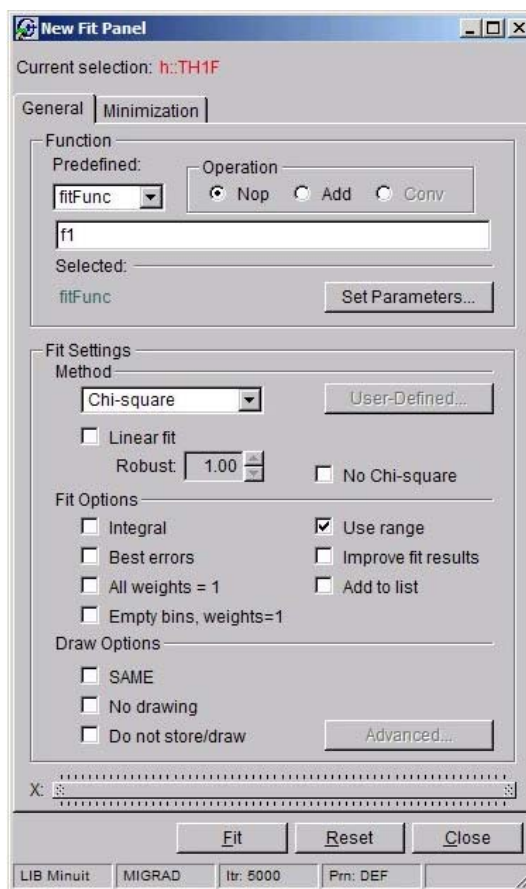 New Fit Panel
Current selection: h::TH1F
General Minimization
Function
Predefined:
Operation
fitFunc
Nop Add Conv
f1
Selected:
fitFunc
Set Parameters...
Fit Settings
Method
Chi-square
User-Defined...
Linear fit
Robust: 1.00
No Chi-square
Fit Options
Integral
Use range
Best errors
Improve fit results
All weights = 1
Add to list
Empty bins, weights=1
Draw Options
SAME
No drawing
Do not store/draw
Advanced...
X:
Fit Reset Close
LIB Minuit MIGRAD Itr: 5000 Prn: DEF